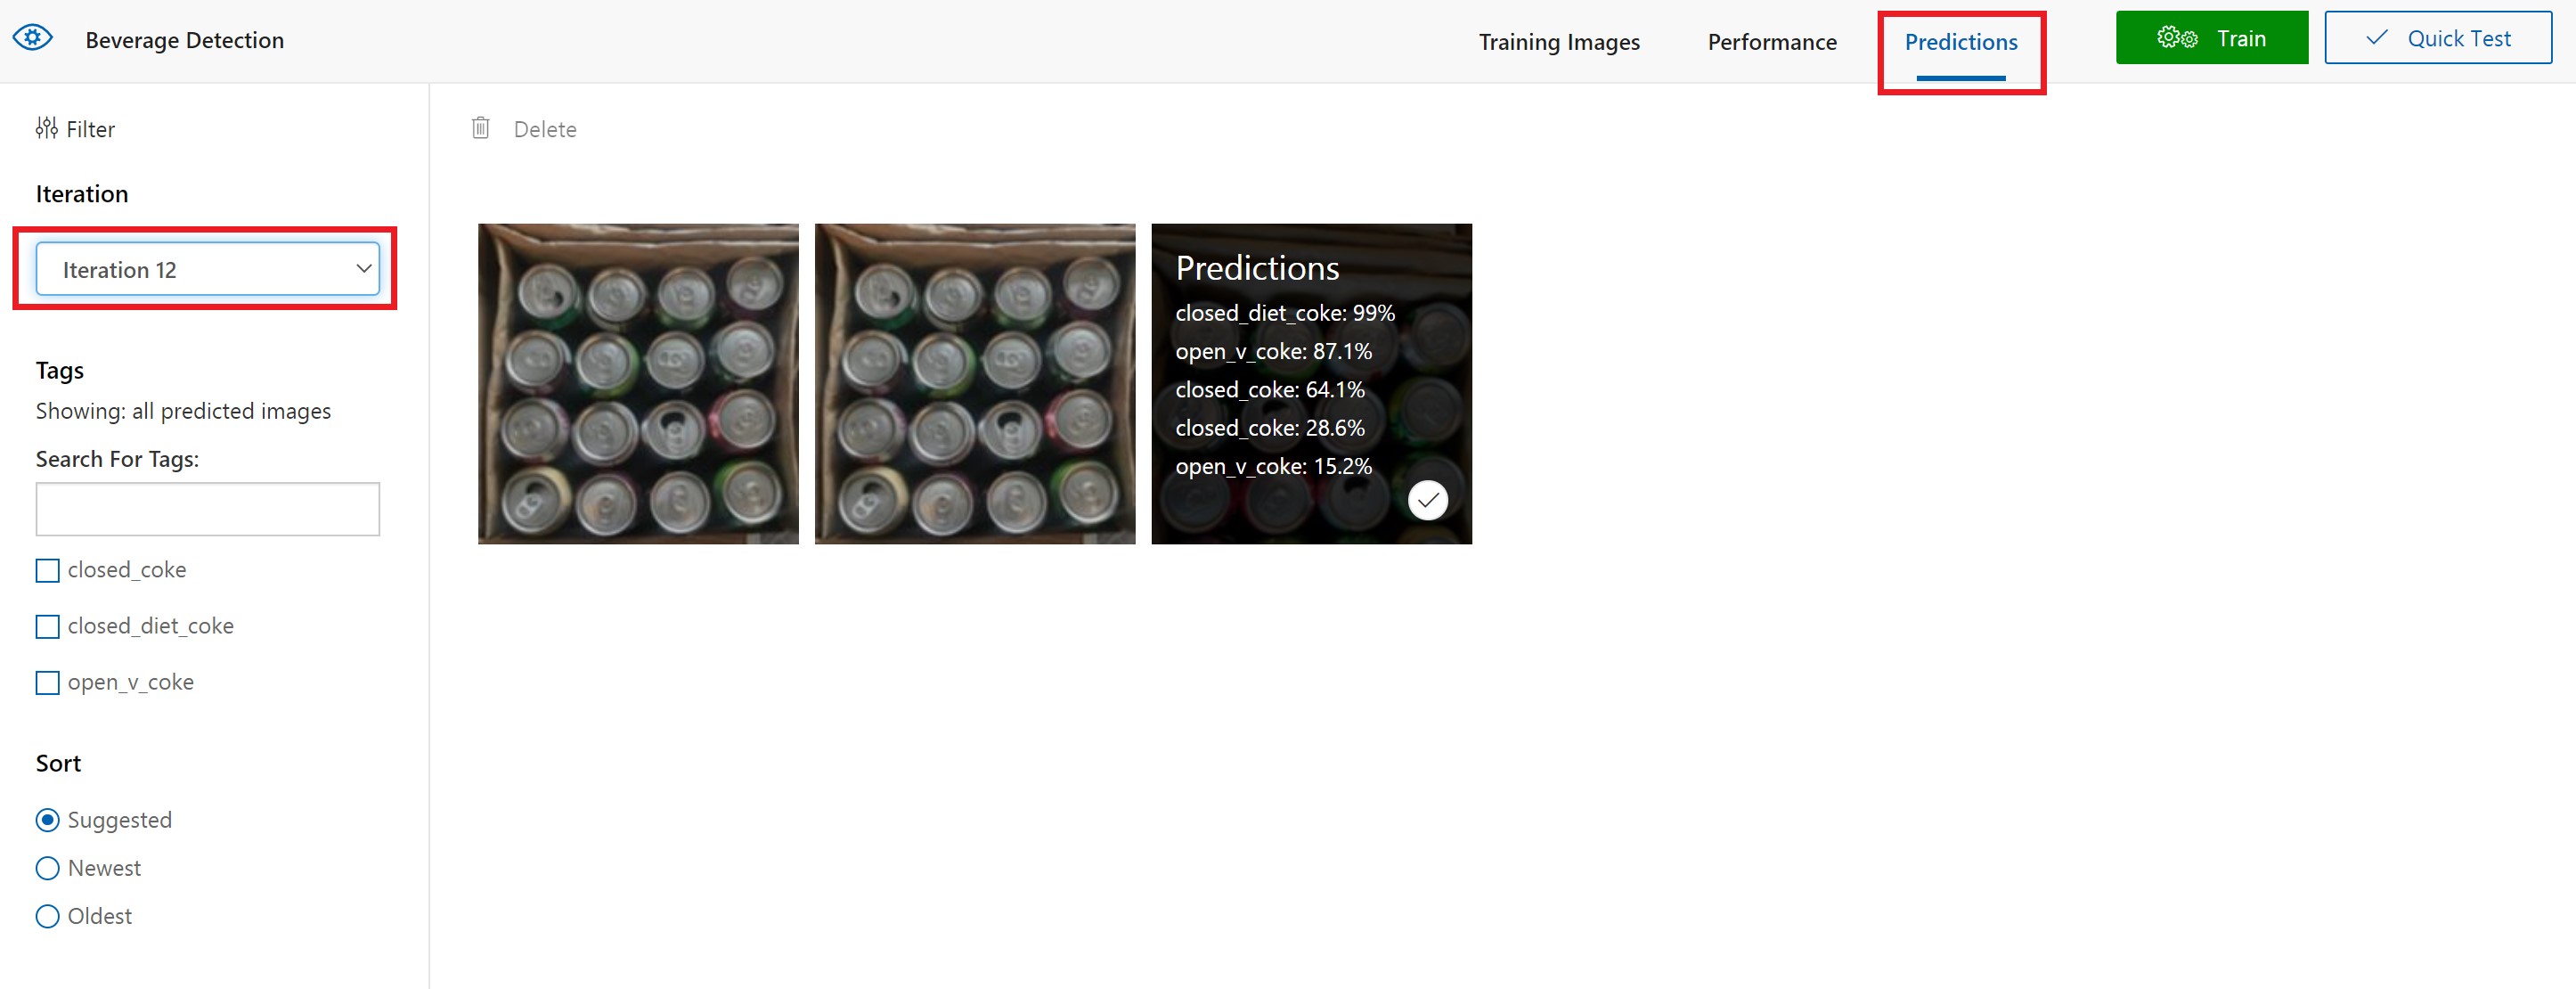 Beverage Detection
Training Images
Performance
Predictions
Train
Quick Test
Filter
Delete
Iteration
Iteration 12
Tags
Showing: all predicted images
Search For Tags:
closed_coke
closed_diet_coke
open_v_coke
Sort
Suggested
Newest
Oldest
Predictions
closed_diet_coke: 99%
open_v_coke: 87.1%
closed_coke: 64.1%
closed_coke: 28.6%
open_v_coke: 15.2%